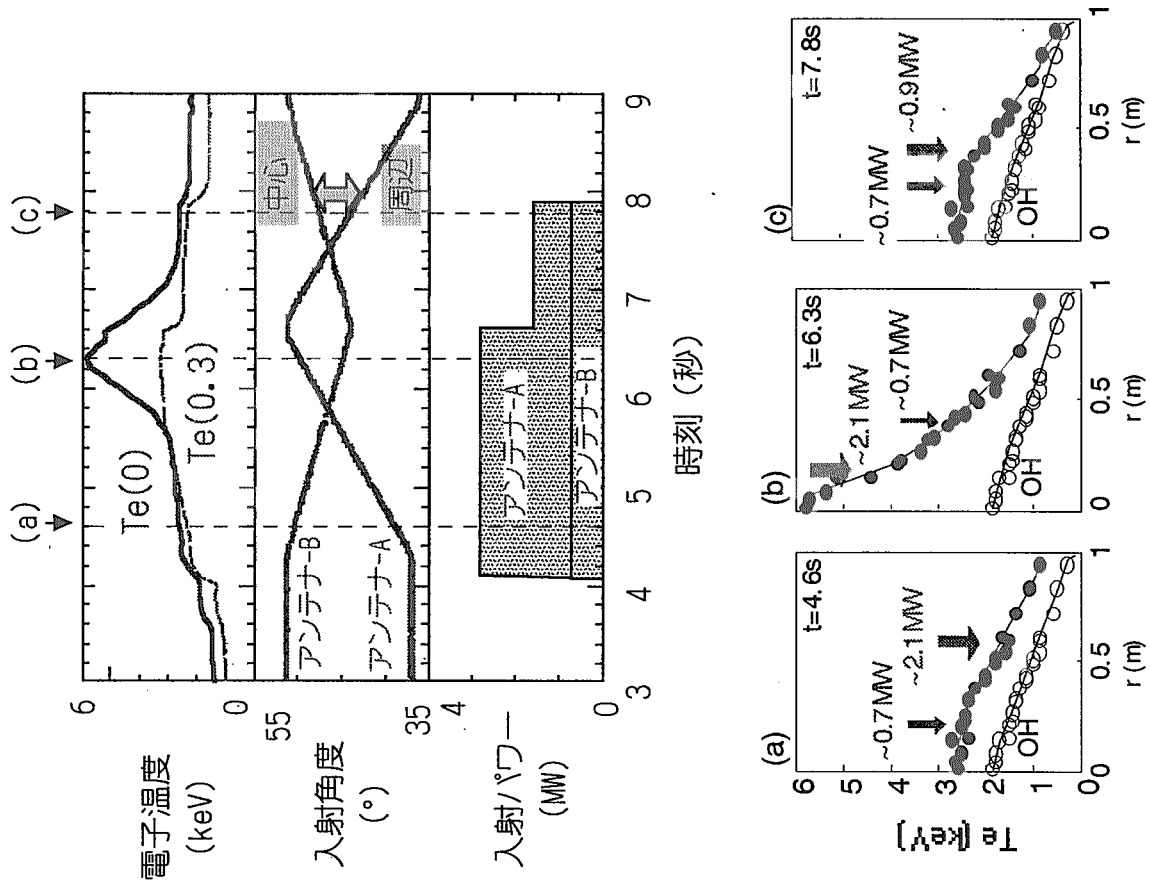 (a) (b) (c)
電子温度
(keV)
6
0
Te(0)
Te(0.3)
入射角度
(°)
55
35
アンテナ-B
アンテナ-A
中心
周辺
入射パワー
(MW)
4
0
アンテナ-A
アンテナ-B
3 4 5 6 7 8 9
時刻 (秒)
Te (keV)
6
5
4
3
2
1
0
(a)
t=4.6s
~0.7MW
~2.1MW
OH
0 0.5 1
r (m)
(b)
t=6.3s
~2.1MW
~0.7MW
OH
0 0.5 1
r (m)
(c)
t=7.8s
~0.7MW
~0.9MW
OH
0 0.5 1
r (m)